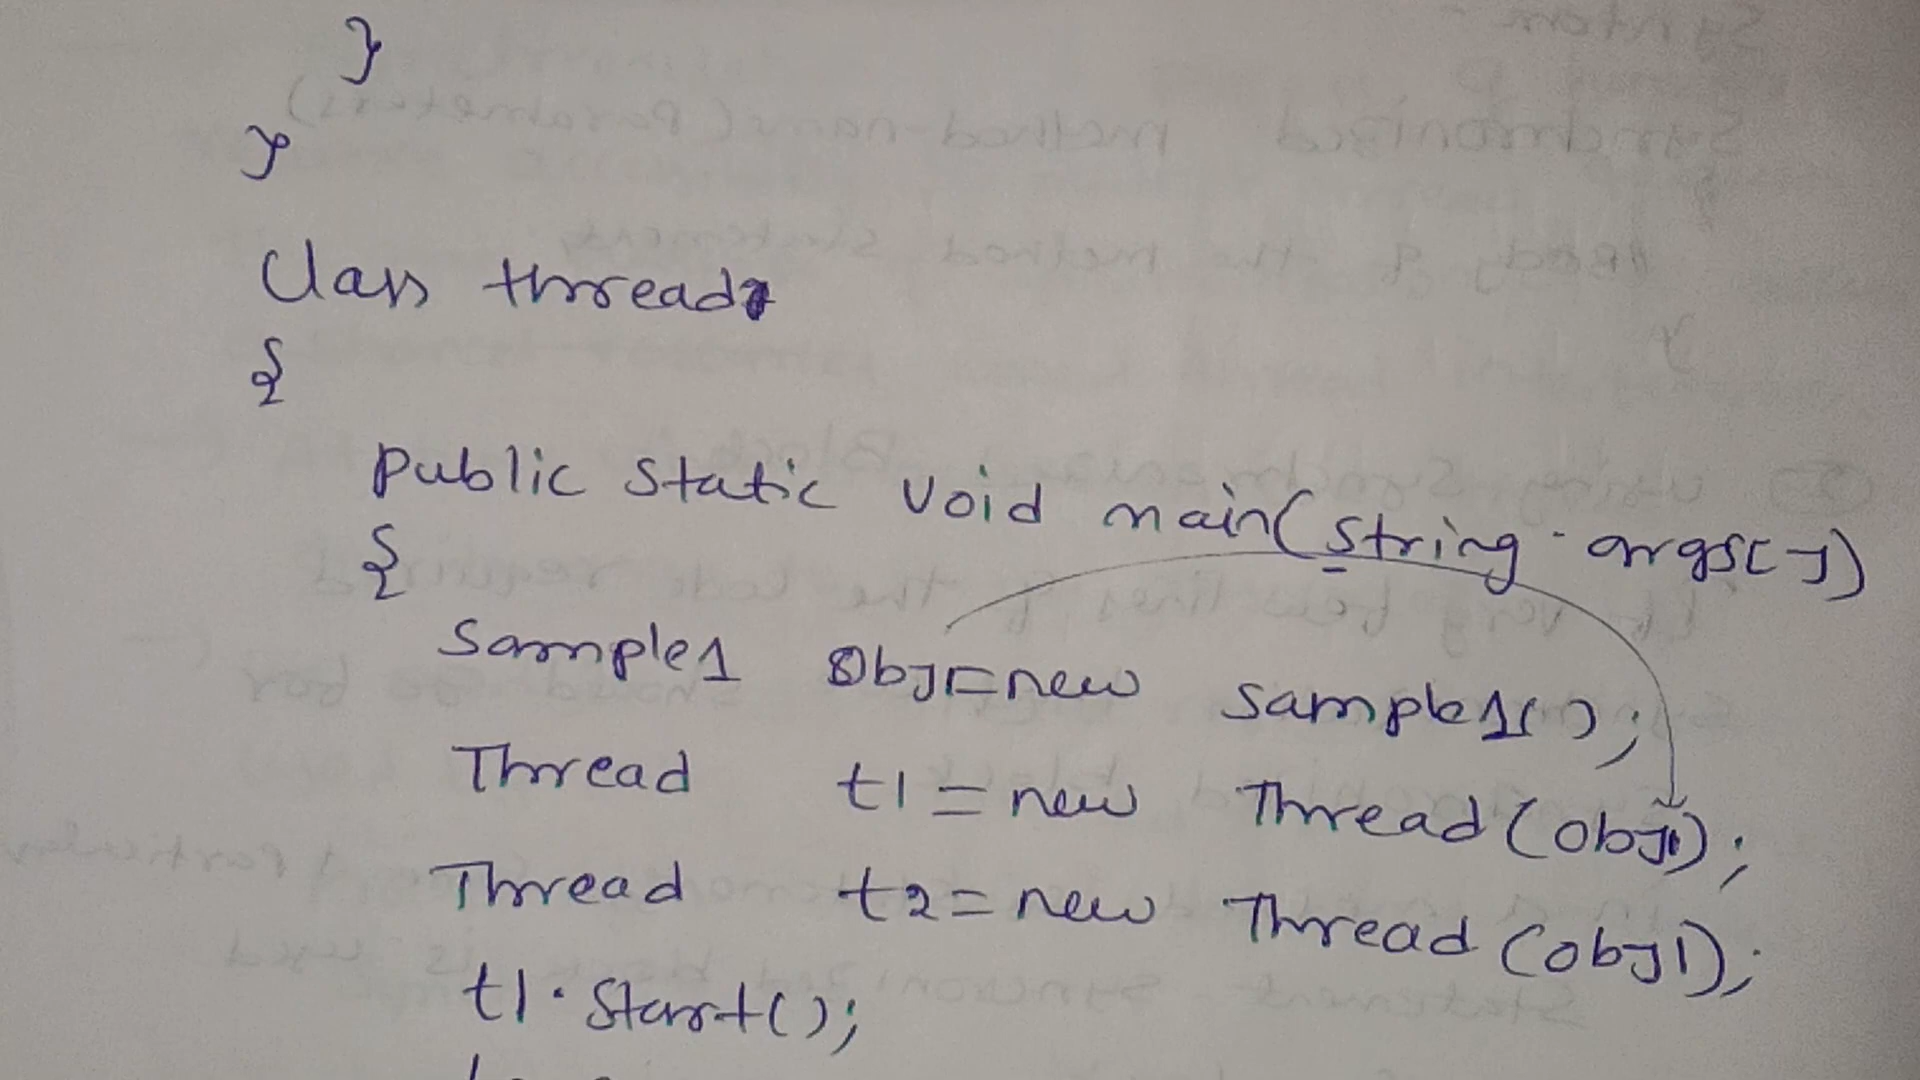 }
}
Class thread
{
public static void main(String args[])
{
Sample1 Obj1=new Sample1();
Thread t1=new Thread(obj1);
Thread t2=new Thread(obj1);
t1.Start();